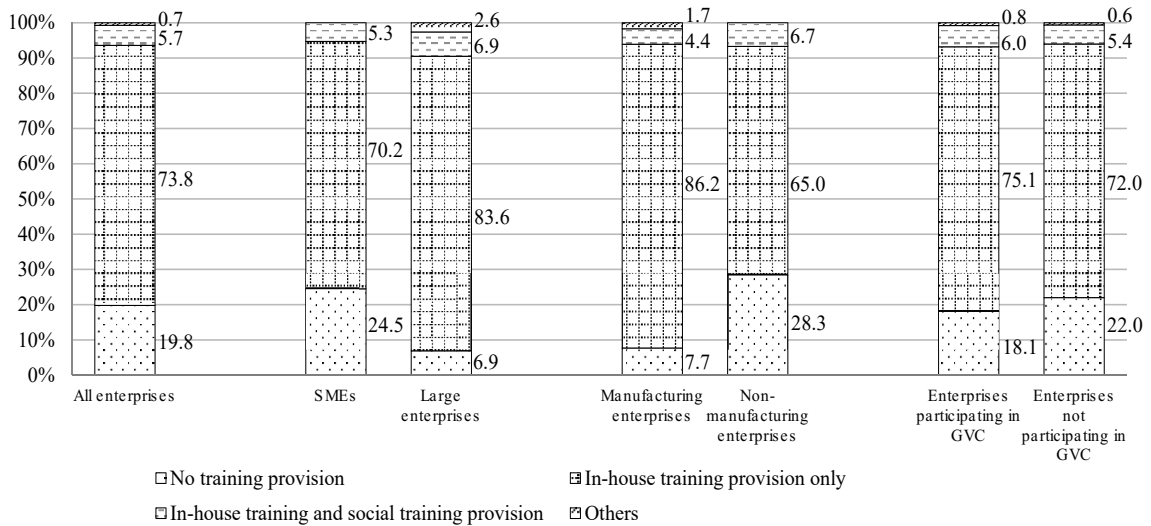 100%
90%
80%
70%
60%
50%
40%
30%
20%
10%
0%
0.7
5.7
73.8
19.8
5.3
70.2
24.5
2.6
6.9
83.6
6.9
1.7
4.4
86.2
7.7
6.7
65.0
28.3
0.8
6.0
75.1
18.1
0.6
5.4
72.0
22.0
All enterprises
SMEs
Large
enterprises
Manufacturing
enterprises
Non-
manufacturing
enterprises
Enterprises
participating in
GVC
Enterprises
not
participating in
GVC
No training provision
In-house training provision only
In-house training and social training provision
Others